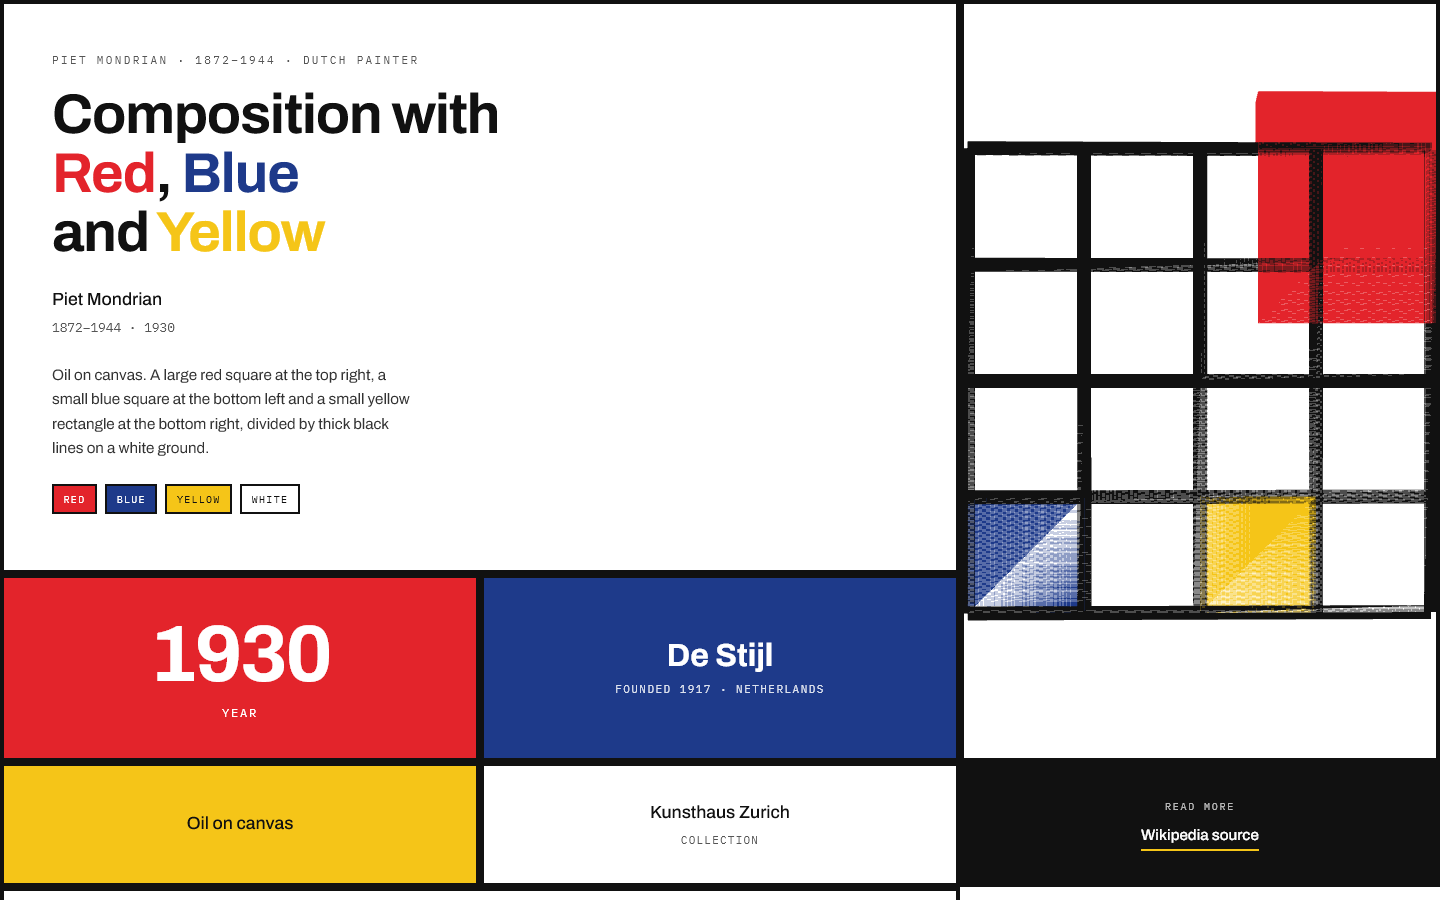 PIET MONDRIAN · 1872–1944 · DUTCH PAINTER
Composition with
Red, Blue
and Yellow
Piet Mondrian
1872–1944 · 1930
Oil on canvas. A large red square at the top right, a
small blue square at the bottom left and a small yellow
rectangle at the bottom right, divided by thick black
lines on a white ground.
RED
BLUE
YELLOW
WHITE
1930
YEAR
De Stijl
FOUNDED 1917 · NETHERLANDS
Oil on canvas
Kunsthaus Zurich
COLLECTION
READ MORE
Wikipedia source